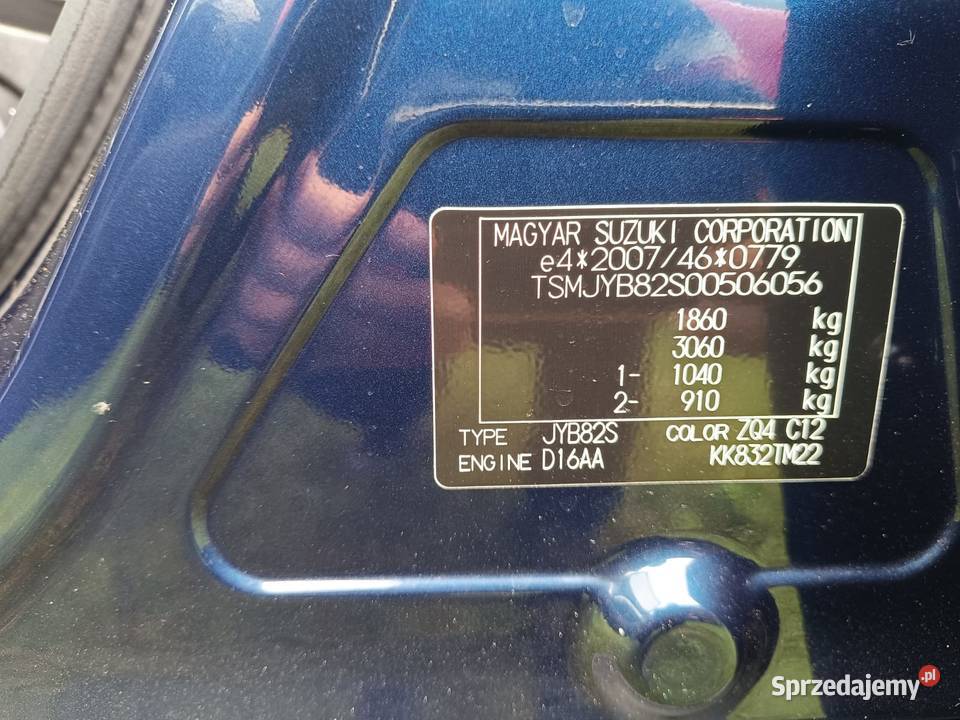 MAGYAR SUZUKI CORPORATION
e4*2007/46*0779
TSMJYB82S00506056
1860 kg
3060 kg
1- 1040 kg
2- 910 kg
TYPE JYB82S COLOR ZQ4 C12
ENGINE D16AA KK832TM22
Sprzedajemy.pl